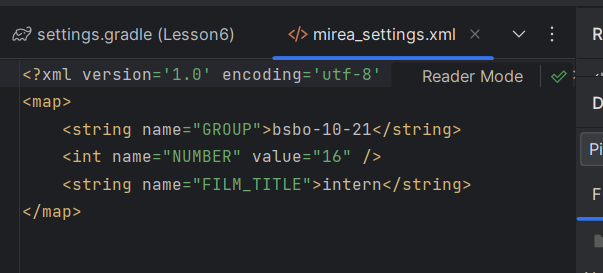 settings.gradle (Lesson6) mirea_settings.xml R
<?xml version='1.0' encoding='utf-8' Reader Mode
<map> D
<string name="GROUP">bsbo-10-21</string>
<int name="NUMBER" value="16" /> Pi
<string name="FILM_TITLE">intern</string> F
</map>